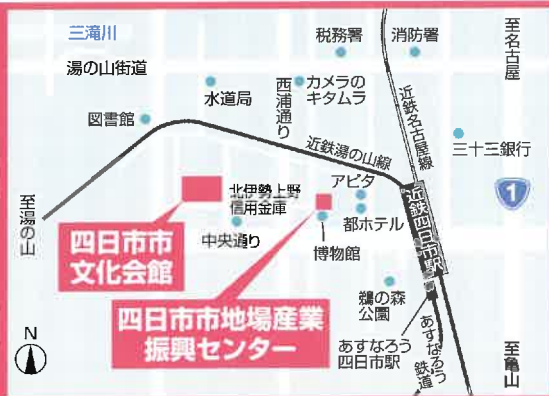 三滝川
湯の山街道
税務署
消防署
至名古屋
水道局
西浦通り
カメラの
キタムラ
図書館
近鉄湯の山線
近鉄名古屋線
三十三銀行
1
至湯の山
北伊勢上野
信用金庫
アピタ
都ホテル
近鉄四日市駅
四日市市
文化会館
中央通り
博物館
四日市市地場産業
振興センター
鵜の森
公園
あすなろう
四日市駅
あすなろう
鉄道
至亀山
N